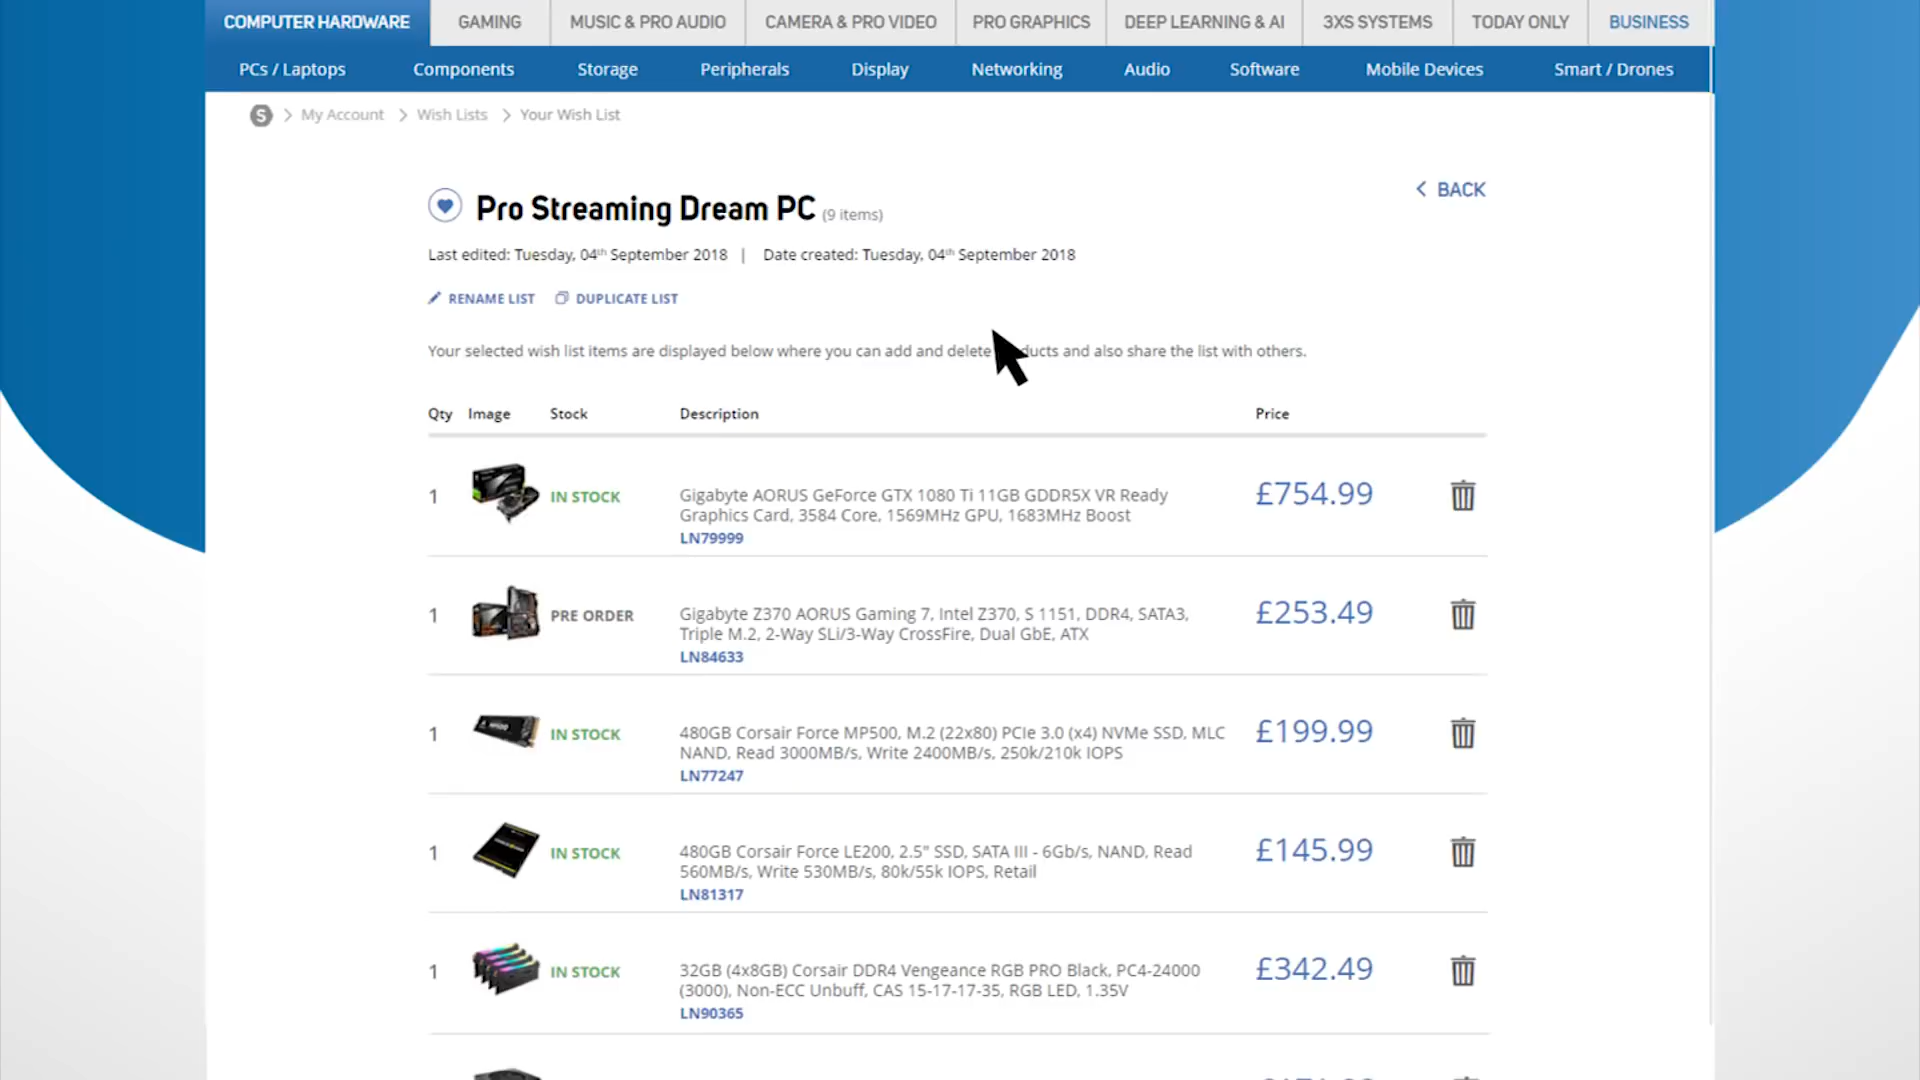 COMPUTER HARDWARE GAMING MUSIC & PRO AUDIO CAMERA & PRO VIDEO PRO GRAPHICS DEEP LEARNING & AI 3XS SYSTEMS TODAY ONLY BUSINESS
PCs / Laptops Components Storage Peripherals Display Networking Audio Software Mobile Devices Smart / Drones
S > My Account > Wish Lists > Your Wish List
< BACK
Pro Streaming Dream PC (9 items)
Last edited: Tuesday, 04th September 2018 | Date created: Tuesday, 04th September 2018
RENAME LIST DUPLICATE LIST
Your selected wish list items are displayed below where you can add and delete ducts and also share the list with others.
Qty Image Stock Description Price
1 IN STOCK Gigabyte AORUS GeForce GTX 1080 Ti 11GB GDDR5X VR Ready £754.99
Graphics Card, 3584 Core, 1569MHz GPU, 1683MHz Boost
LN79999
1 PRE ORDER Gigabyte Z370 AORUS Gaming 7, Intel Z370, S 1151, DDR4, SATA3, £253.49
Triple M.2, 2-Way SLi/3-Way CrossFire, Dual GbE, ATX
LN84633
1 IN STOCK 480GB Corsair Force MP500, M.2 (22x80) PCIe 3.0 (x4) NVMe SSD, MLC £199.99
NAND, Read 3000MB/s, Write 2400MB/s, 250k/210k IOPS
LN77247
1 IN STOCK 480GB Corsair Force LE200, 2.5" SSD, SATA III - 6Gb/s, NAND, Read £145.99
560MB/s, Write 530MB/s, 80k/55k IOPS, Retail
LN81317
1 IN STOCK 32GB (4x8GB) Corsair DDR4 Vengeance RGB PRO Black, PC4-24000 £342.49
(3000), Non-ECC Unbuff, CAS 15-17-17-35, RGB LED, 1.35V
LN90365